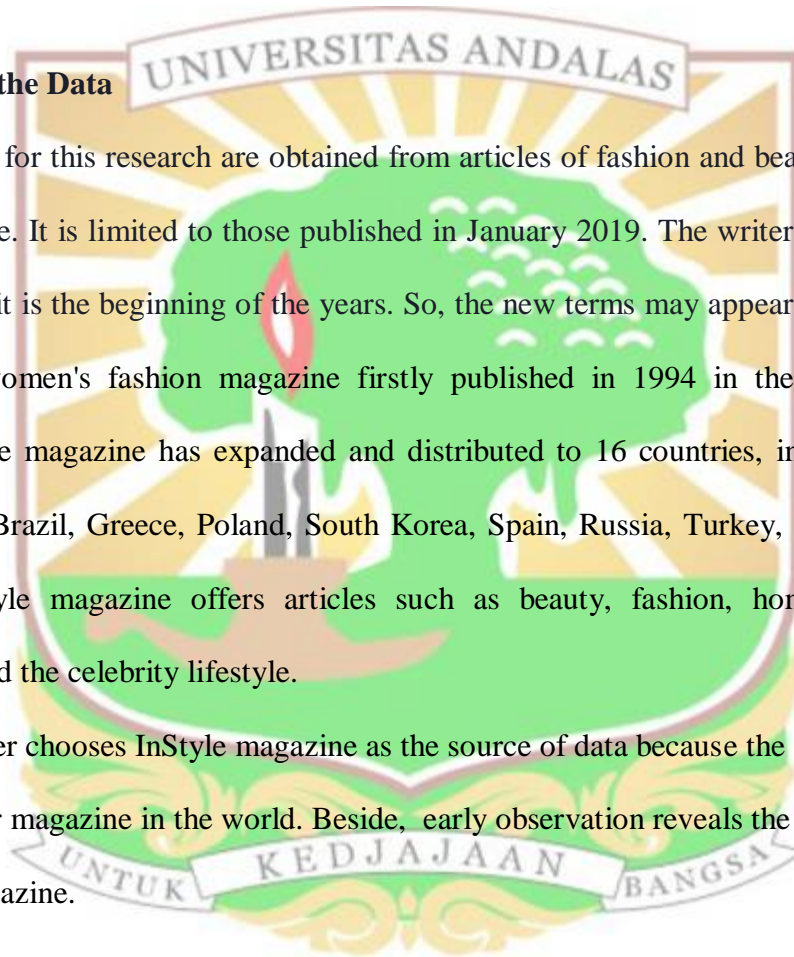 UNIVERSITAS ANDALAS
the Data
for this research are obtained from articles of fashion and bea
e. It is limited to those published in January 2019. The writer
it is the beginning of the years. So, the new terms may appear
omen's fashion magazine firstly published in 1994 in the
e magazine has expanded and distributed to 16 countries, in
Brazil, Greece, Poland, South Korea, Spain, Russia, Turkey,
yle magazine offers articles such as beauty, fashion, hor
d the celebrity lifestyle.
er chooses InStyle magazine as the source of data because the
r magazine in the world. Beside, early observation reveals the
azine.
UNTUK KEDJAJAAN BANGSA